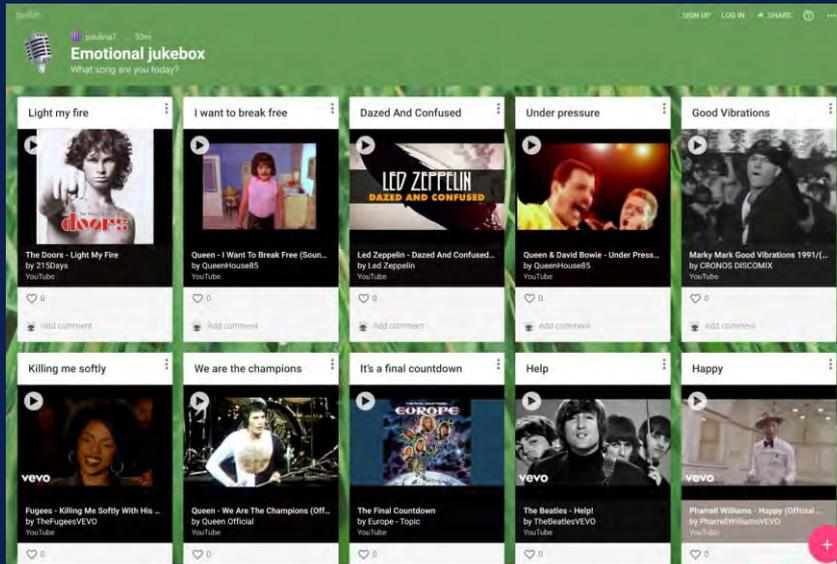 padlet
SIGN UP LOG IN SHARE
paulina7 33m
Emotional jukebox
What song are you today?
Light my fire
I want to break free
Dazed And Confused
Under pressure
Good Vibrations
doors
LED ZEPPELIN
DAZED AND CONFUSED
The Doors - Light My Fire
by 215Days
YouTube
Queen - I Want To Break Free (Soun...
by QueenHouse85
YouTube
Led Zeppelin - Dazed And Confused...
by Led Zeppelin
YouTube
Queen & David Bowie - Under Press...
by QueenHouse85
YouTube
Marky Mark Good Vibrations 1991/(...
by CRONOS DISCOMIX
YouTube
0
0
0
0
0
Add comment
Add comment
Add comment
Add comment
Add comment
Killing me softly
We are the champions
It's a final countdown
Help
Happy
vevo
EUROPE
vevo
vevo
Fugees - Killing Me Softly With His ...
by TheFugeesVEVO
YouTube
Queen - We Are The Champions (Off...
by Queen Official
YouTube
The Final Countdown
by Europe - Topic
YouTube
The Beatles - Help!
by TheBeatlesVEVO
YouTube
Pharrell Williams - Happy (Official ...
by PharrellWilliamsVEVO
YouTube
0
0
0
0
0